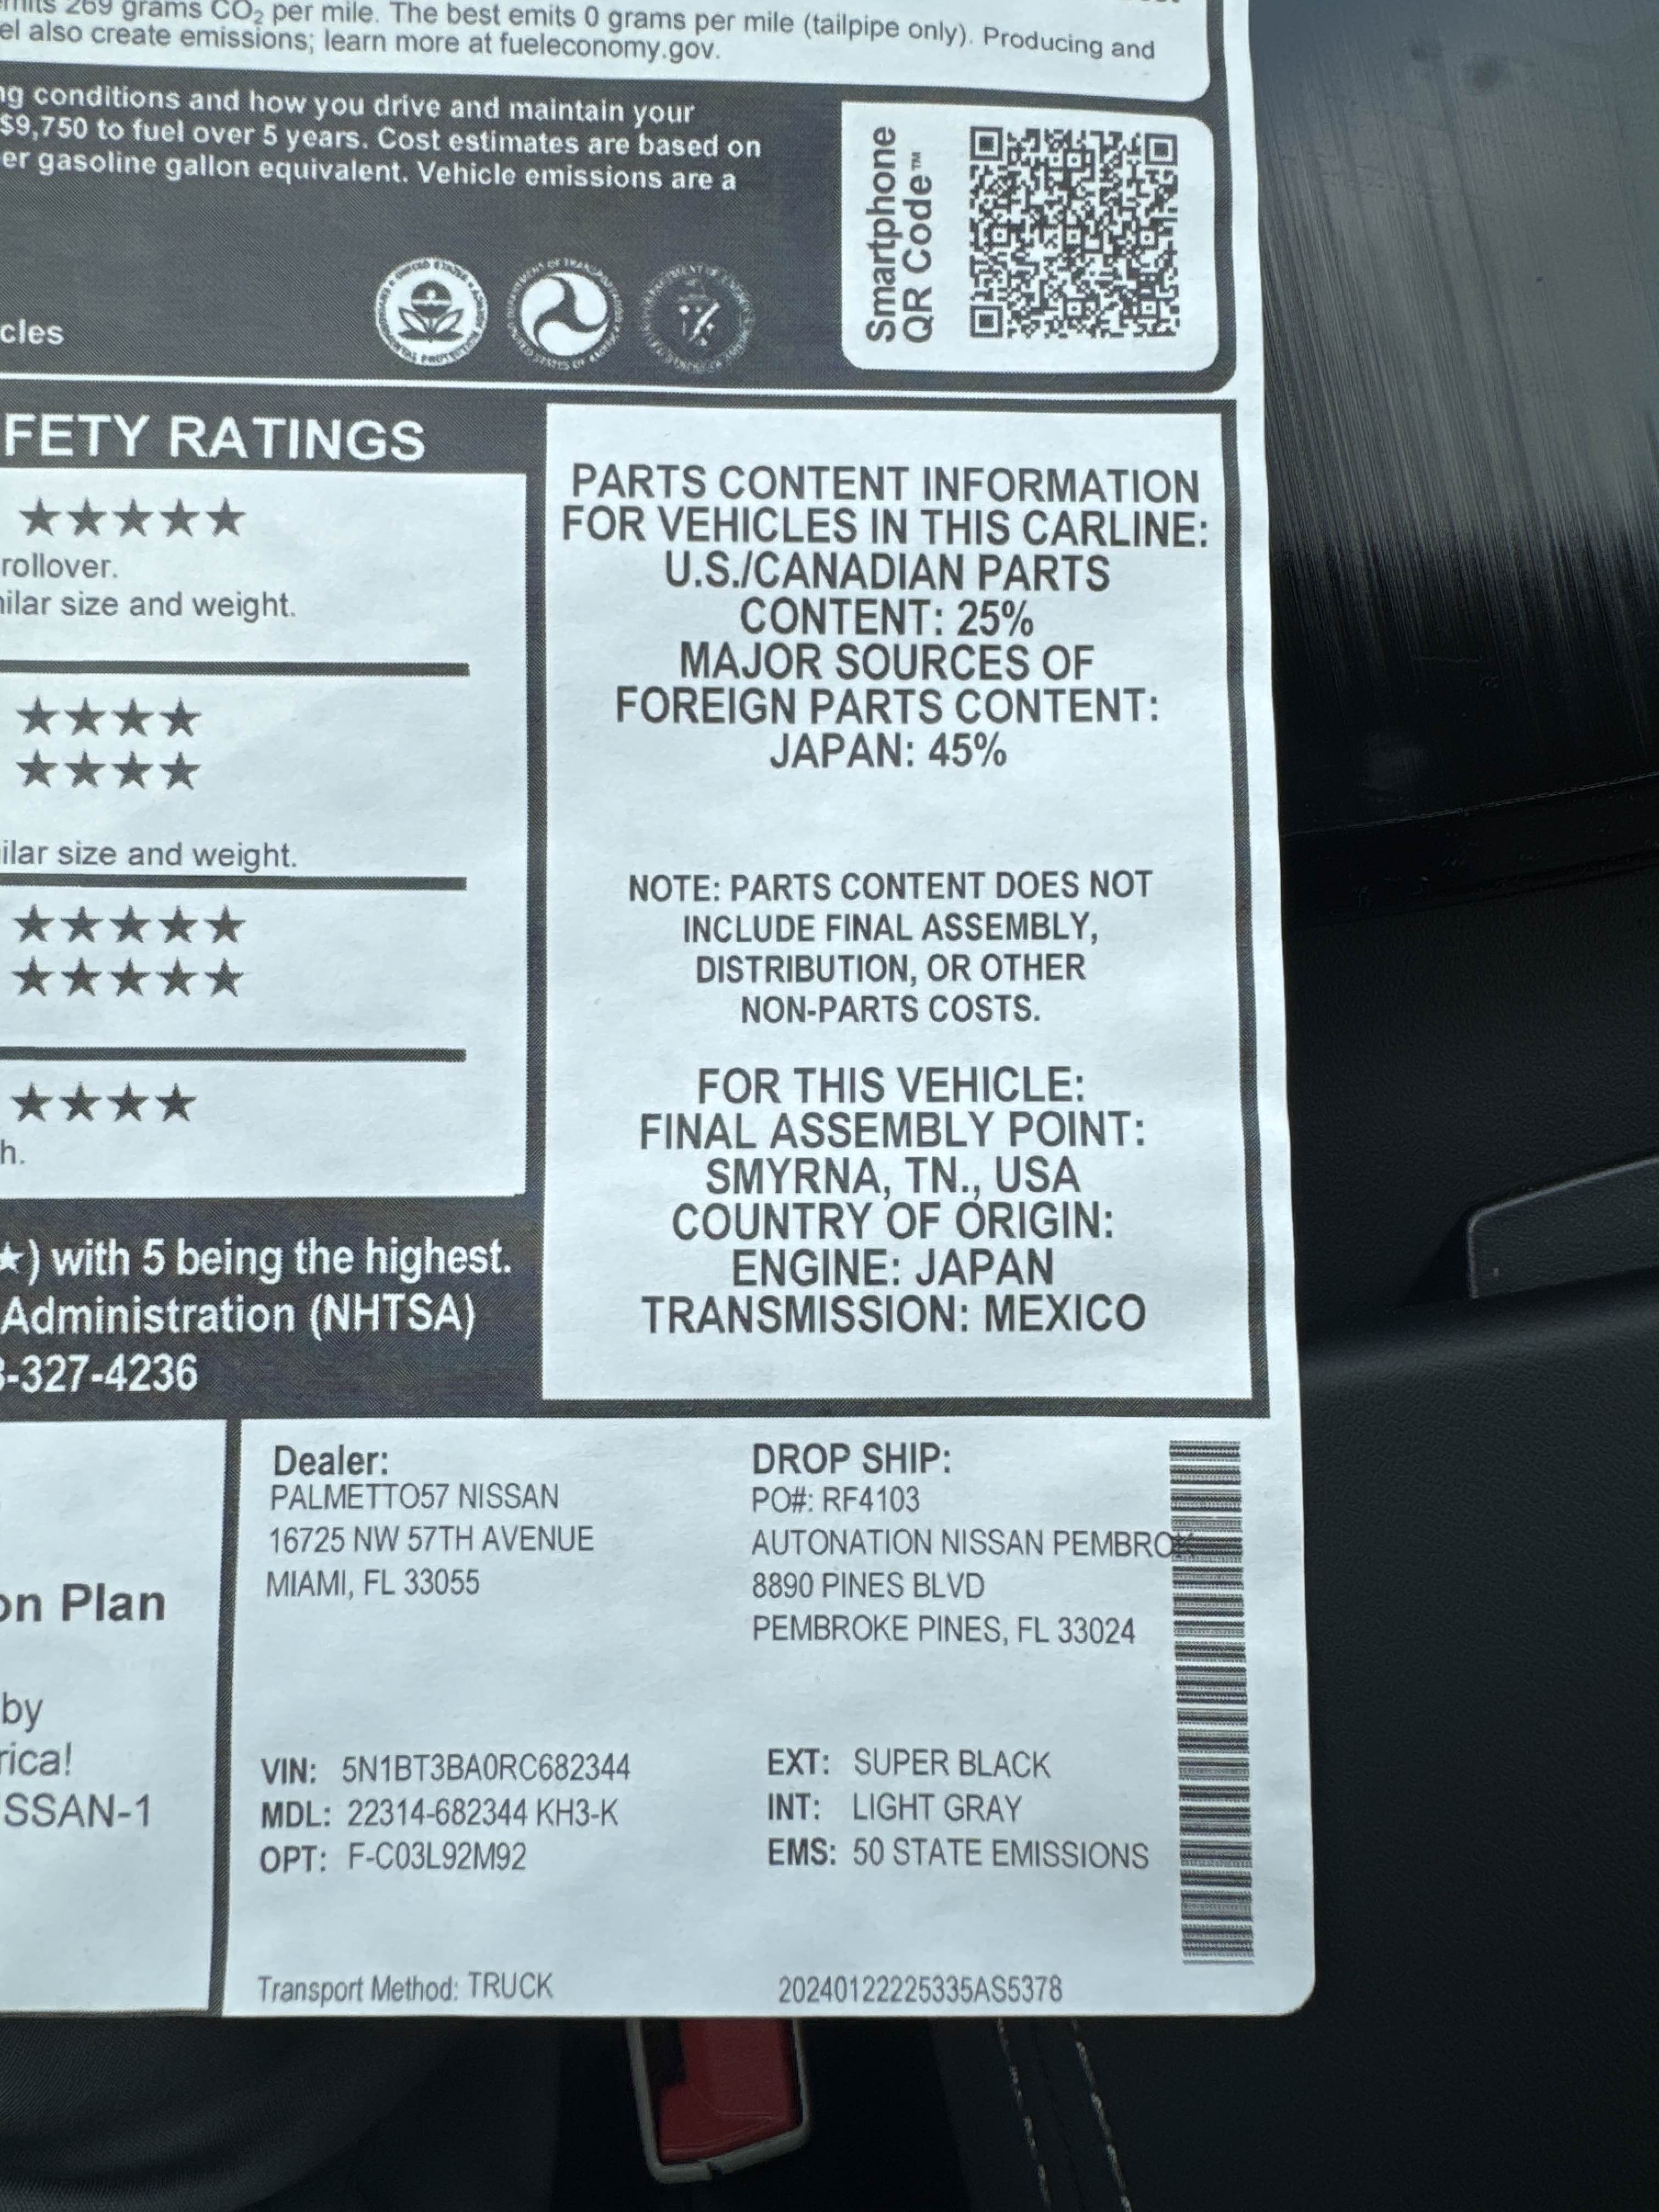 emits 269 grams CO₂ per mile. The best emits 0 grams per mile (tailpipe only). Producing and
el also create emissions; learn more at fueleconomy.gov.
ng conditions and how you drive and maintain your
$9,750 to fuel over 5 years. Cost estimates are based on
er gasoline gallon equivalent. Vehicle emissions are a
cles
Smartphone
QR Code™
FETY RATINGS
★★★★★
rollover.
ilar size and weight.
★★★★
★★★★
ilar size and weight.
★★★★★
★★★★★
★★★★
h.
★) with 5 being the highest.
Administration (NHTSA)
-327-4236
PARTS CONTENT INFORMATION
FOR VEHICLES IN THIS CARLINE:
U.S./CANADIAN PARTS
CONTENT: 25%
MAJOR SOURCES OF
FOREIGN PARTS CONTENT:
JAPAN: 45%
NOTE: PARTS CONTENT DOES NOT
INCLUDE FINAL ASSEMBLY,
DISTRIBUTION, OR OTHER
NON-PARTS COSTS.
FOR THIS VEHICLE:
FINAL ASSEMBLY POINT:
SMYRNA, TN., USA
COUNTRY OF ORIGIN:
ENGINE: JAPAN
TRANSMISSION: MEXICO
on Plan
by
rica!
SSAN-1
Dealer:
PALMETTO57 NISSAN
16725 NW 57TH AVENUE
MIAMI, FL 33055
DROP SHIP:
PO#: RF4103
AUTONATION NISSAN PEMBROK
8890 PINES BLVD
PEMBROKE PINES, FL 33024
VIN: 5N1BT3BA0RC682344
MDL: 22314-682344 KH3-K
OPT: F-C03L92M92
EXT: SUPER BLACK
INT: LIGHT GRAY
EMS: 50 STATE EMISSIONS
Transport Method: TRUCK
20240122225335AS5378